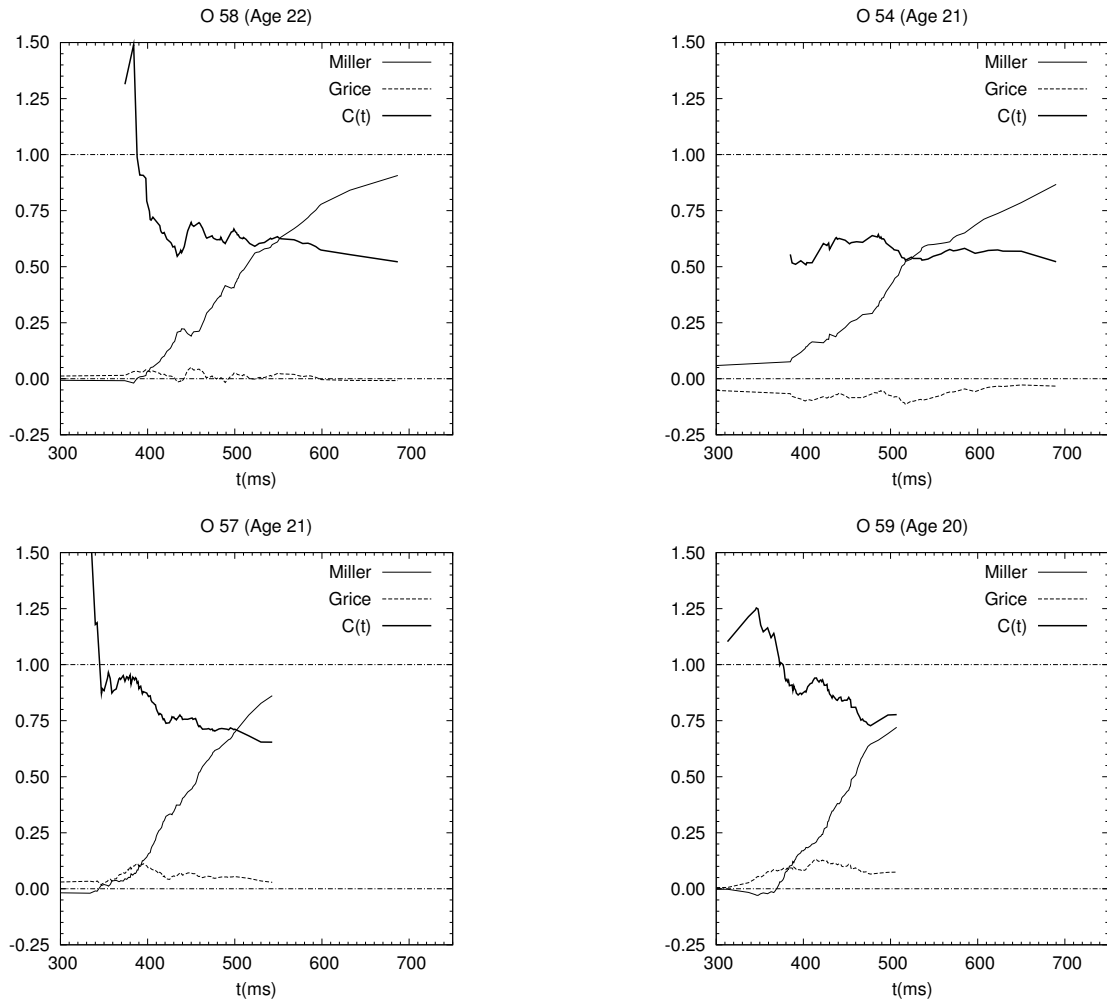 O 58 (Age 22)
Miller
Grice
C(t)
1.50
1.25
1.00
0.75
0.50
0.25
0.00
-0.25
300 400 500 600 700
t(ms)
O 54 (Age 21)
Miller
Grice
C(t)
1.50
1.25
1.00
0.75
0.50
0.25
0.00
-0.25
300 400 500 600 700
t(ms)
O 57 (Age 21)
Miller
Grice
C(t)
1.50
1.25
1.00
0.75
0.50
0.25
0.00
-0.25
300 400 500 600 700
t(ms)
O 59 (Age 20)
Miller
Grice
C(t)
1.50
1.25
1.00
0.75
0.50
0.25
0.00
-0.25
300 400 500 600 700
t(ms)